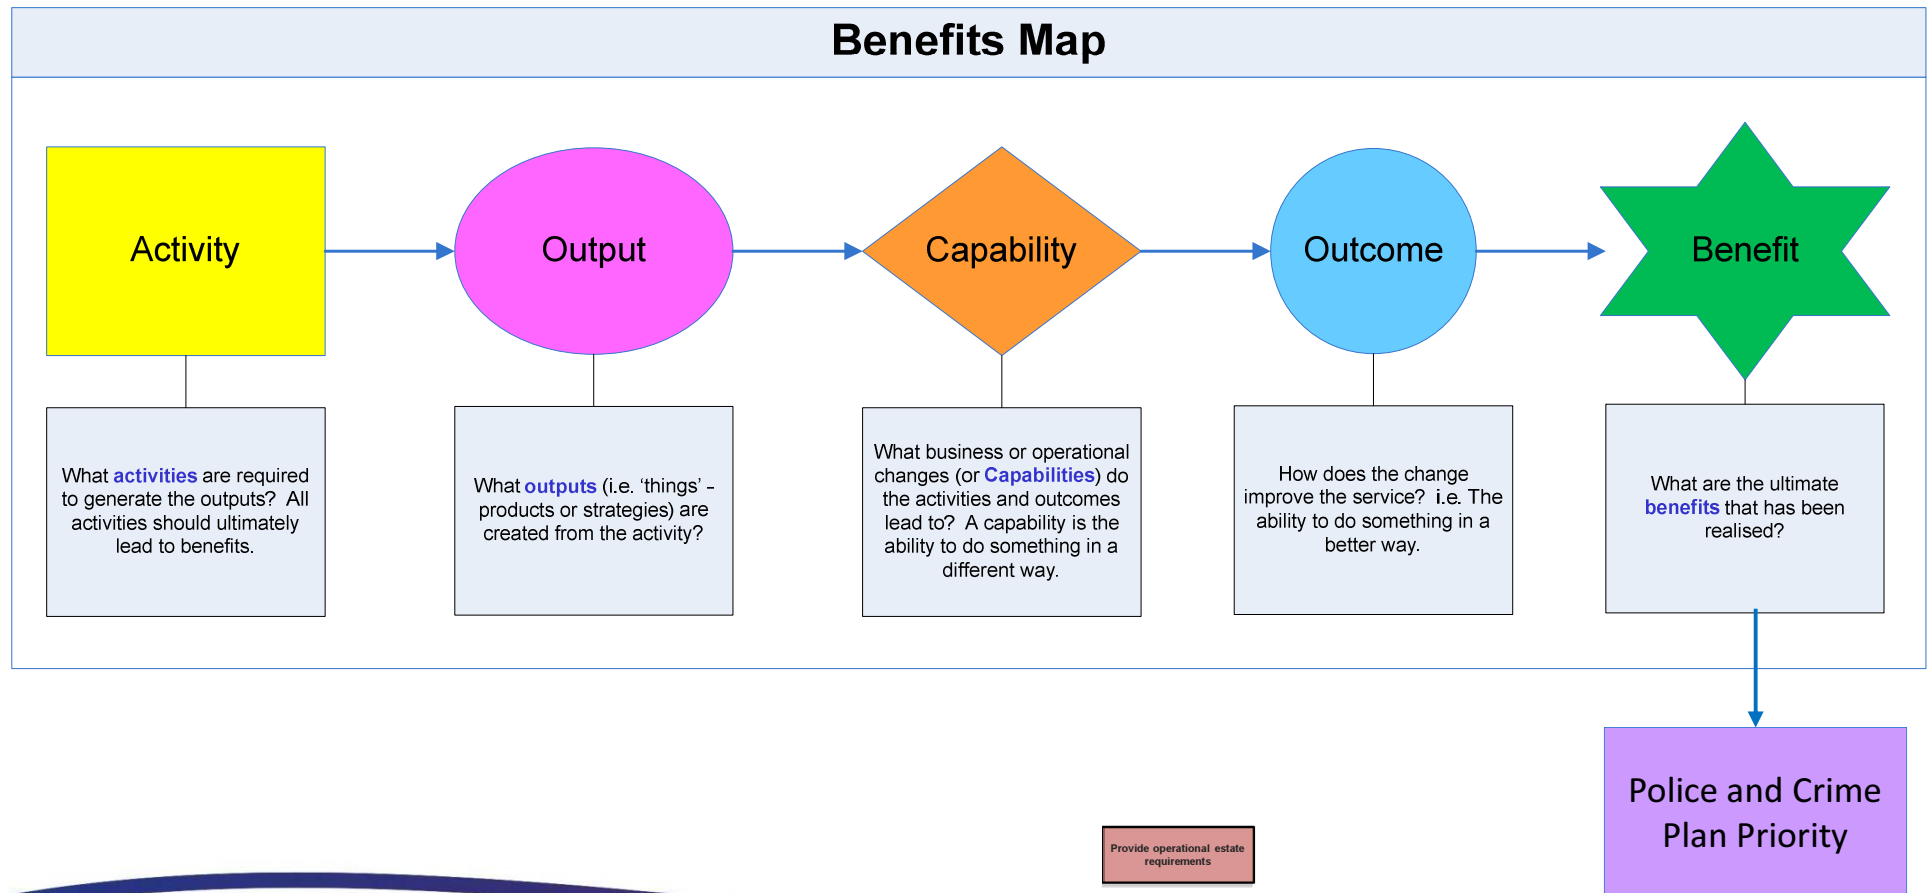 Benefits Map
Activity
Output
Capability
Outcome
Benefit
What activities are required
to generate the outputs? All
activities should ultimately
lead to benefits.
What outputs (i.e. ‘things’ –
products or strategies) are
created from the activity?
What business or operational
changes (or Capabilities) do
the activities and outcomes
lead to? A capability is the
ability to do something in a
different way.
How does the change
improve the service? i.e. The
ability to do something in a
better way.
What are the ultimate
benefits that has been
realised?
Police and Crime
Plan Priority
Provide operational estate
requirements